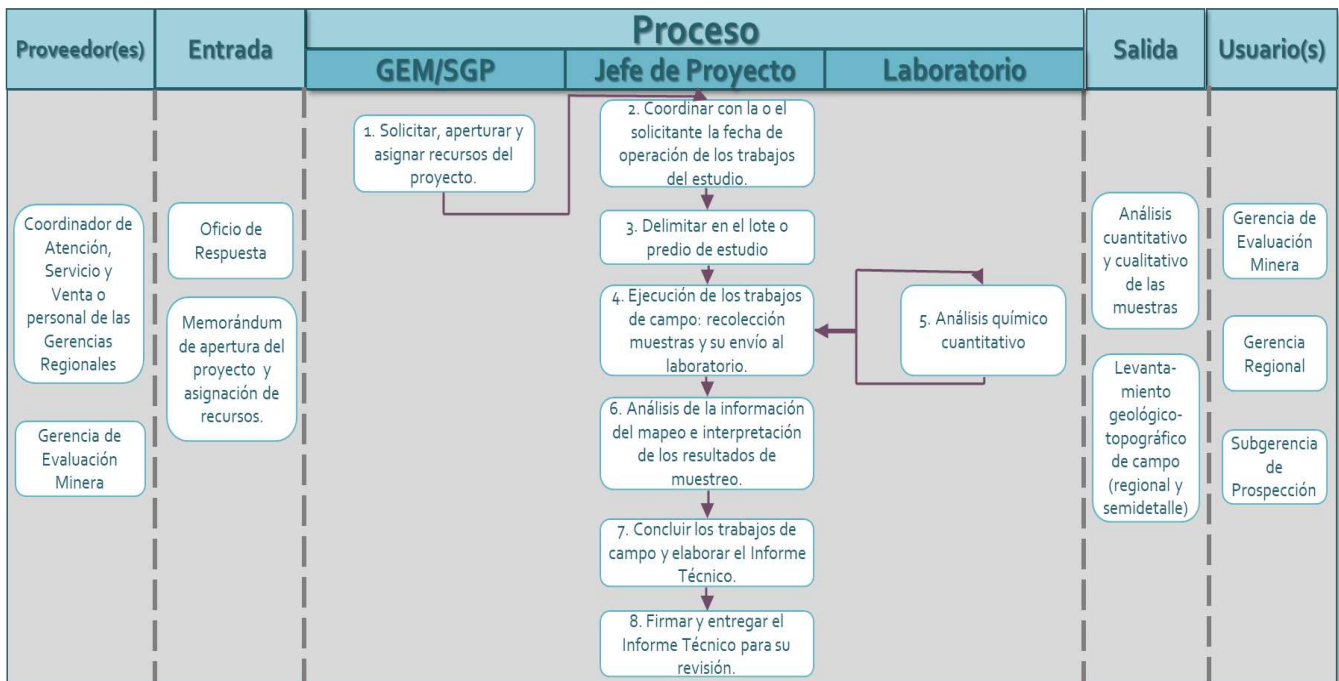 Proveedor(es)
Entrada
Proceso
GEM/SGP
Jefe de Proyecto
Laboratorio
Salida
Usuario(s)
Coordinador de
Atención,
Servicio y
Venta o
personal de las
Gerencias
Regionales
Gerencia de
Evaluación
Minera
Oficio de
Respuesta
Memorándum
de apertura del
proyecto y
asignación de
recursos.
1. Solicitar, aperturar y
asignar recursos del
proyecto.
2. Coordinar con la o el
solicitante la fecha de
operación de los trabajos
del estudio.
3. Delimitar en el lote o
predio de estudio
4. Ejecución de los trabajos
de campo: recolección
muestras y su envío al
laboratorio.
5. Análisis químico
cuantitativo
6. Análisis de la información
del mapeo e interpretación
de los resultados de
muestreo.
7. Concluir los trabajos de
campo y elaborar el Informe
Técnico.
8. Firmar y entregar el
Informe Técnico para su
revisión.
Análisis
cuantitativo
y cualitativo
de las
muestras
Levanta-
miento
geológico-
topográfico
de campo
(regional y
semidetalle)
Gerencia de
Evaluación
Minera
Gerencia
Regional
Subgerencia
de
Prospección